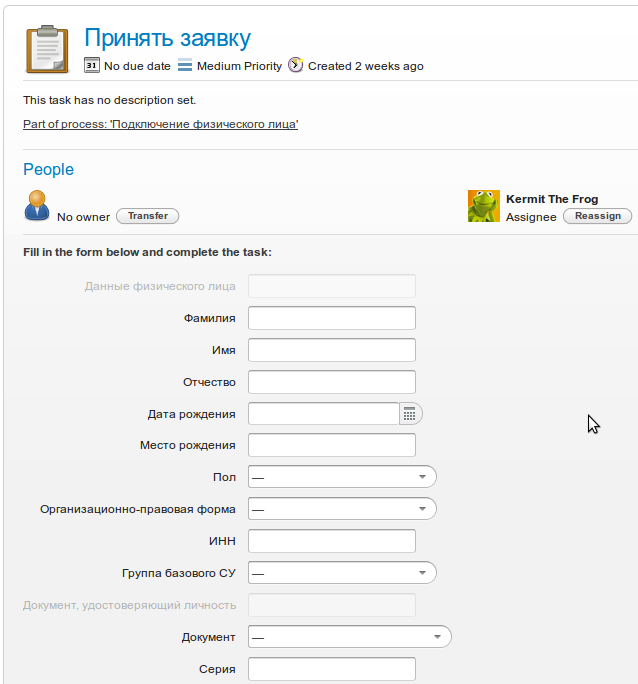 Принять заявку
31 No due date Medium Priority Created 2 weeks ago
This task has no description set.
Part of process: 'Подключение физического лица'
People
Kermit The Frog
No owner Transfer Assignee Reassign
Fill in the form below and complete the task:
Данные физического лица
Фамилия
Имя
Отчество
Дата рождения
Место рождения
Пол —
Организационно-правовая форма —
ИНН
Группа базового СУ —
Документ, удостоверяющий личность
Документ —
Серия